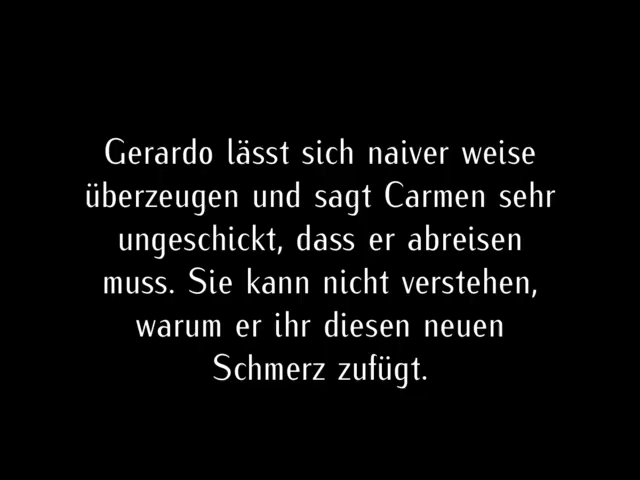 Gerardo lässt sich naiver weise
überzeugen und sagt Carmen sehr
ungeschickt, dass er abreisen
muss. Sie kann nicht verstehen,
warum er ihr diesen neuen
Schmerz zufügt.